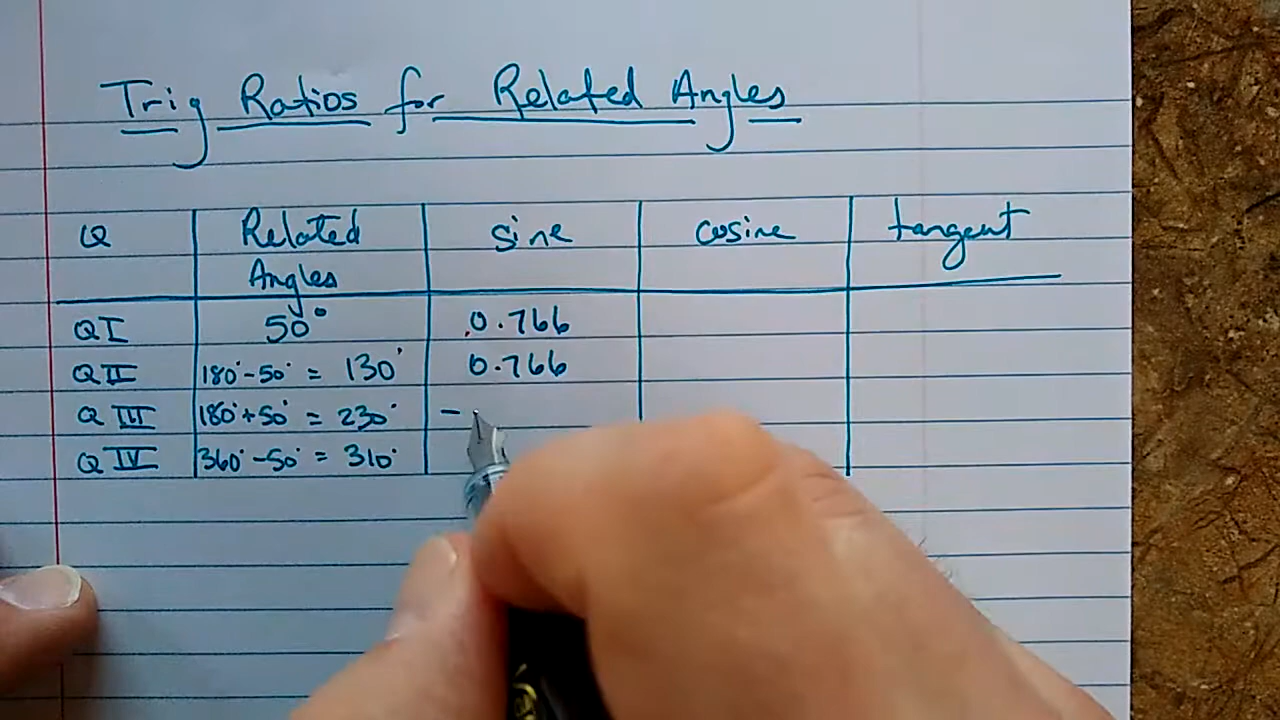 Trig Ratios for Related Angles
Q Related Angles sine cosine tangent
QI 50° 0.766
QII 180°-50° = 130° 0.766
QIII 180°+50° = 230° -
QIV 360°-50° = 310°